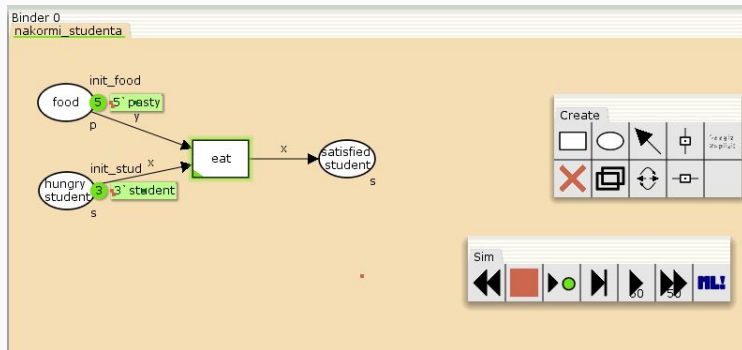 Binder 0
nakormi_studenta
init_food
food
5
5`pasty
p
y
init_stud
x
hungry
student
3
3`student
s
eat
x
satisfied
student
s
Create
Sim
50
ML!